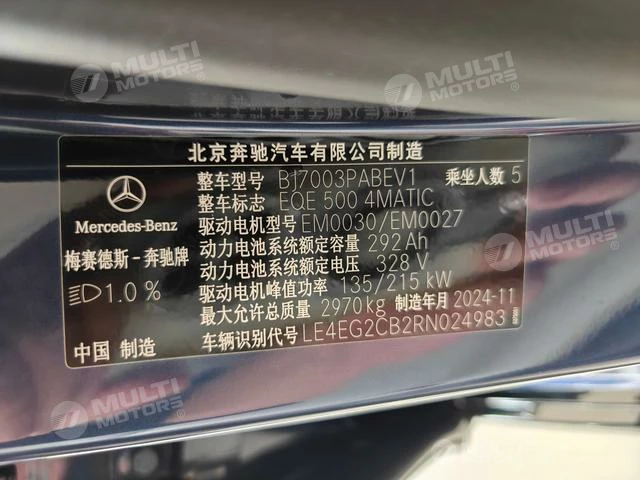 MULTI MOTORS®
MULTI MOTORS®
北京奔驰汽车有限公司制造
整车型号 BJ7003PABEV1 乘坐人数 5
整车标志 EQE 500 4MATIC
Mercedes-Benz
驱动电机型号 EM0030/EM0027
动力电池系统额定容量 292 Ah
梅赛德斯-奔驰牌
动力电池系统额定电压 328 V
1.0 %
驱动电机峰值功率 135/215 kW
最大允许总质量 2970kg 制造年月 2024-11
中国 制造
车辆识别代号 LE4EG2CB2RN024983
MULTI MOTORS®
MULTI MOTORS®
MULTI MOTORS®